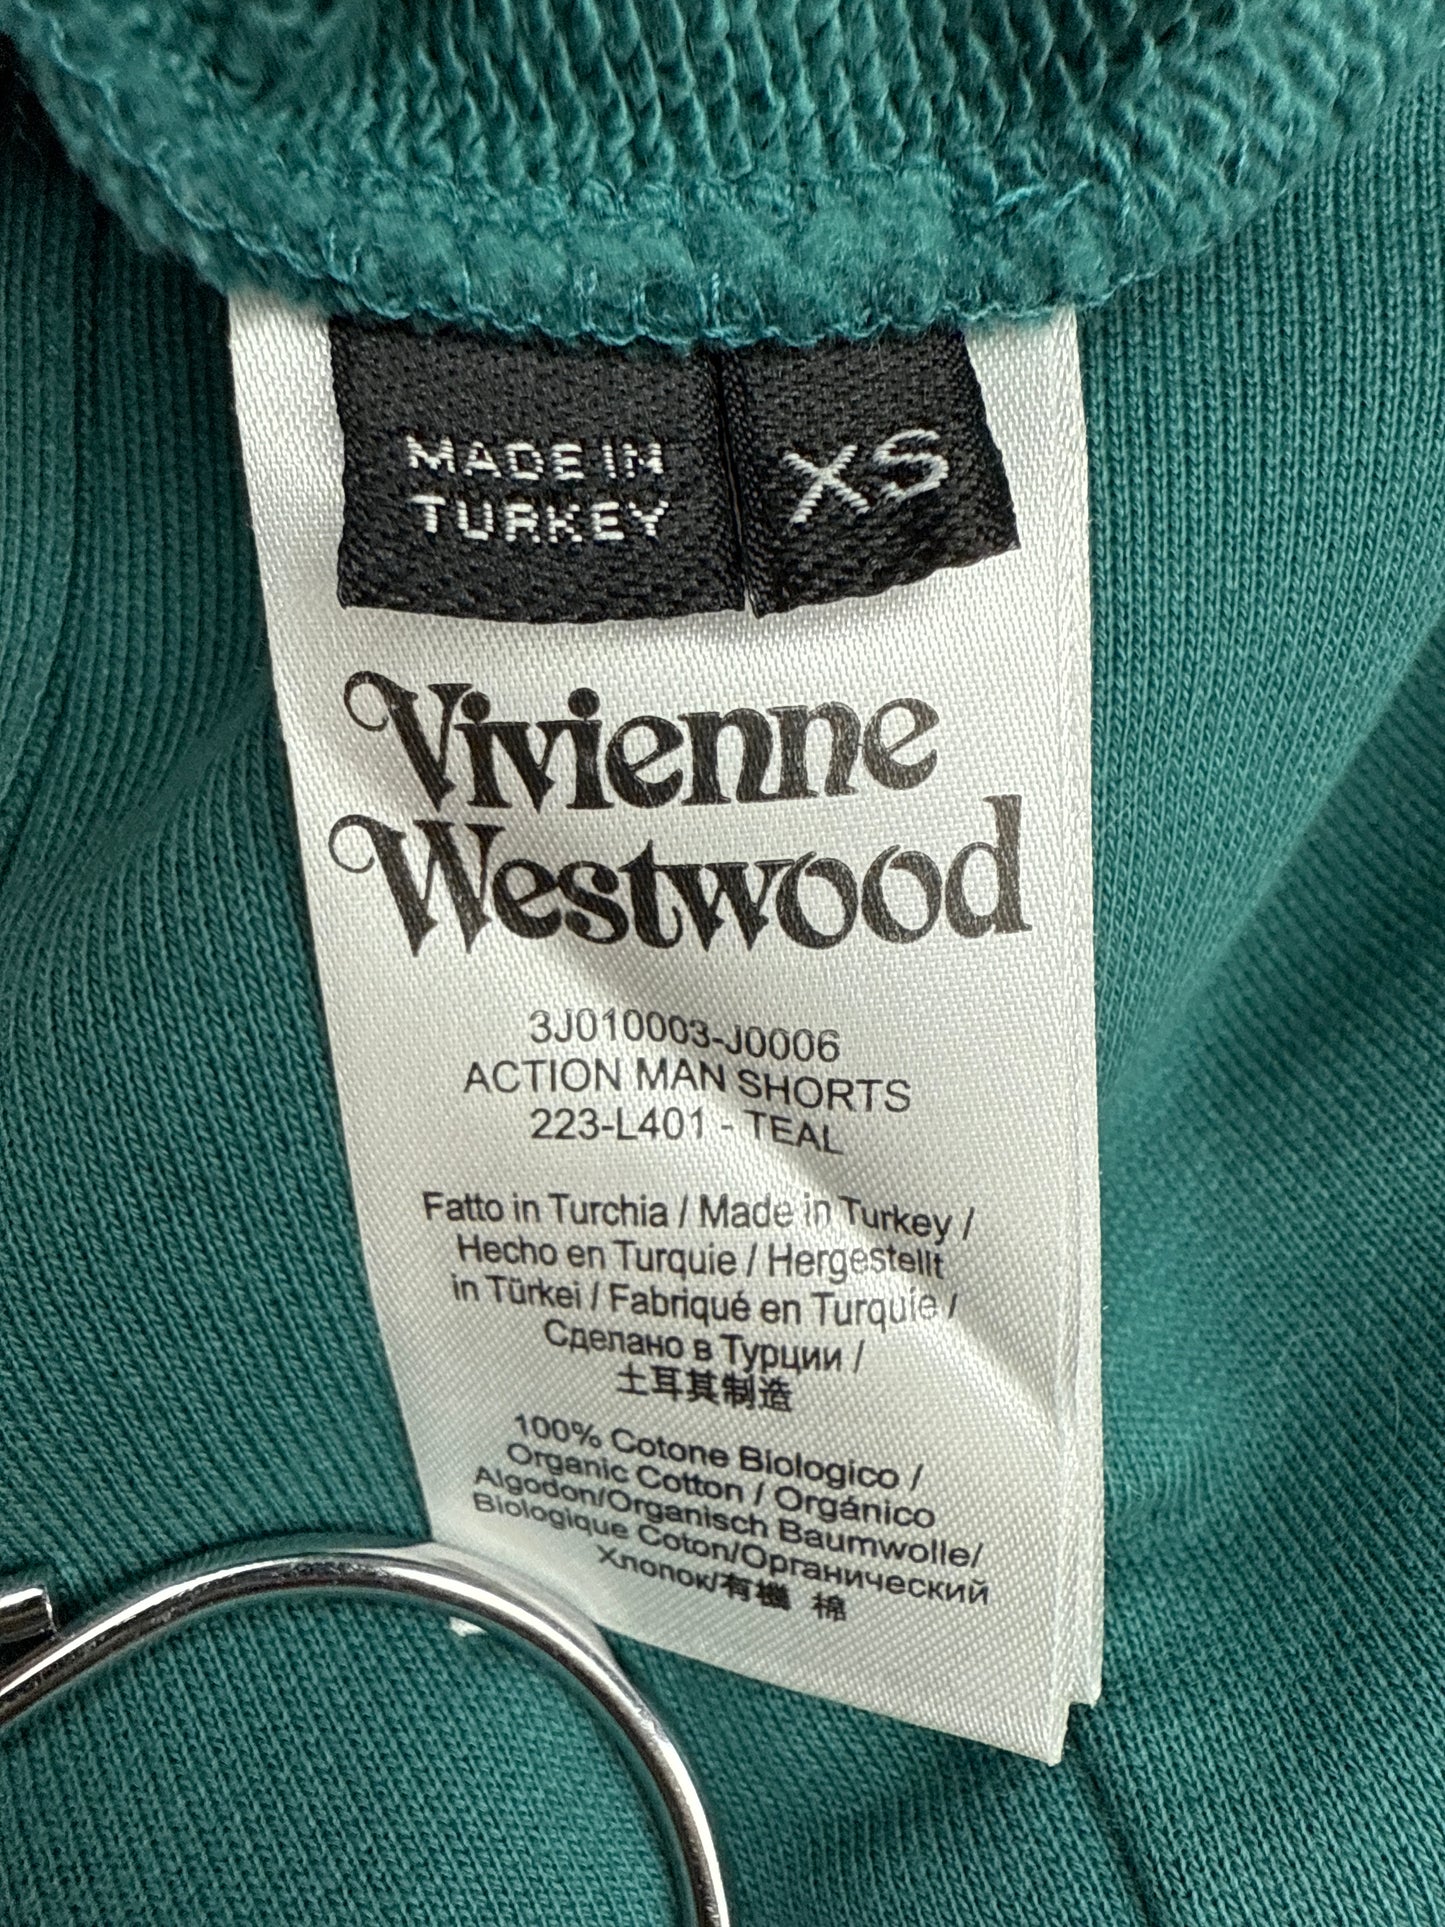 MADE IN
TURKEY
XS
Vivienne
Westwood
3J010003-J0006
ACTION MAN SHORTS
223-L401 - TEAL
Fatto in Turchia / Made in Turkey /
Hecho en Turquie / Hergestellt
in Türkei / Fabriqué en Turquie /
Сделано в Турции /
土耳其制造
100% Cotone Biologico /
Organic Cotton / Orgánico
Algodon/Organisch Baumwolle/
Biologique Coton/Органический
Хлопок/有機 棉